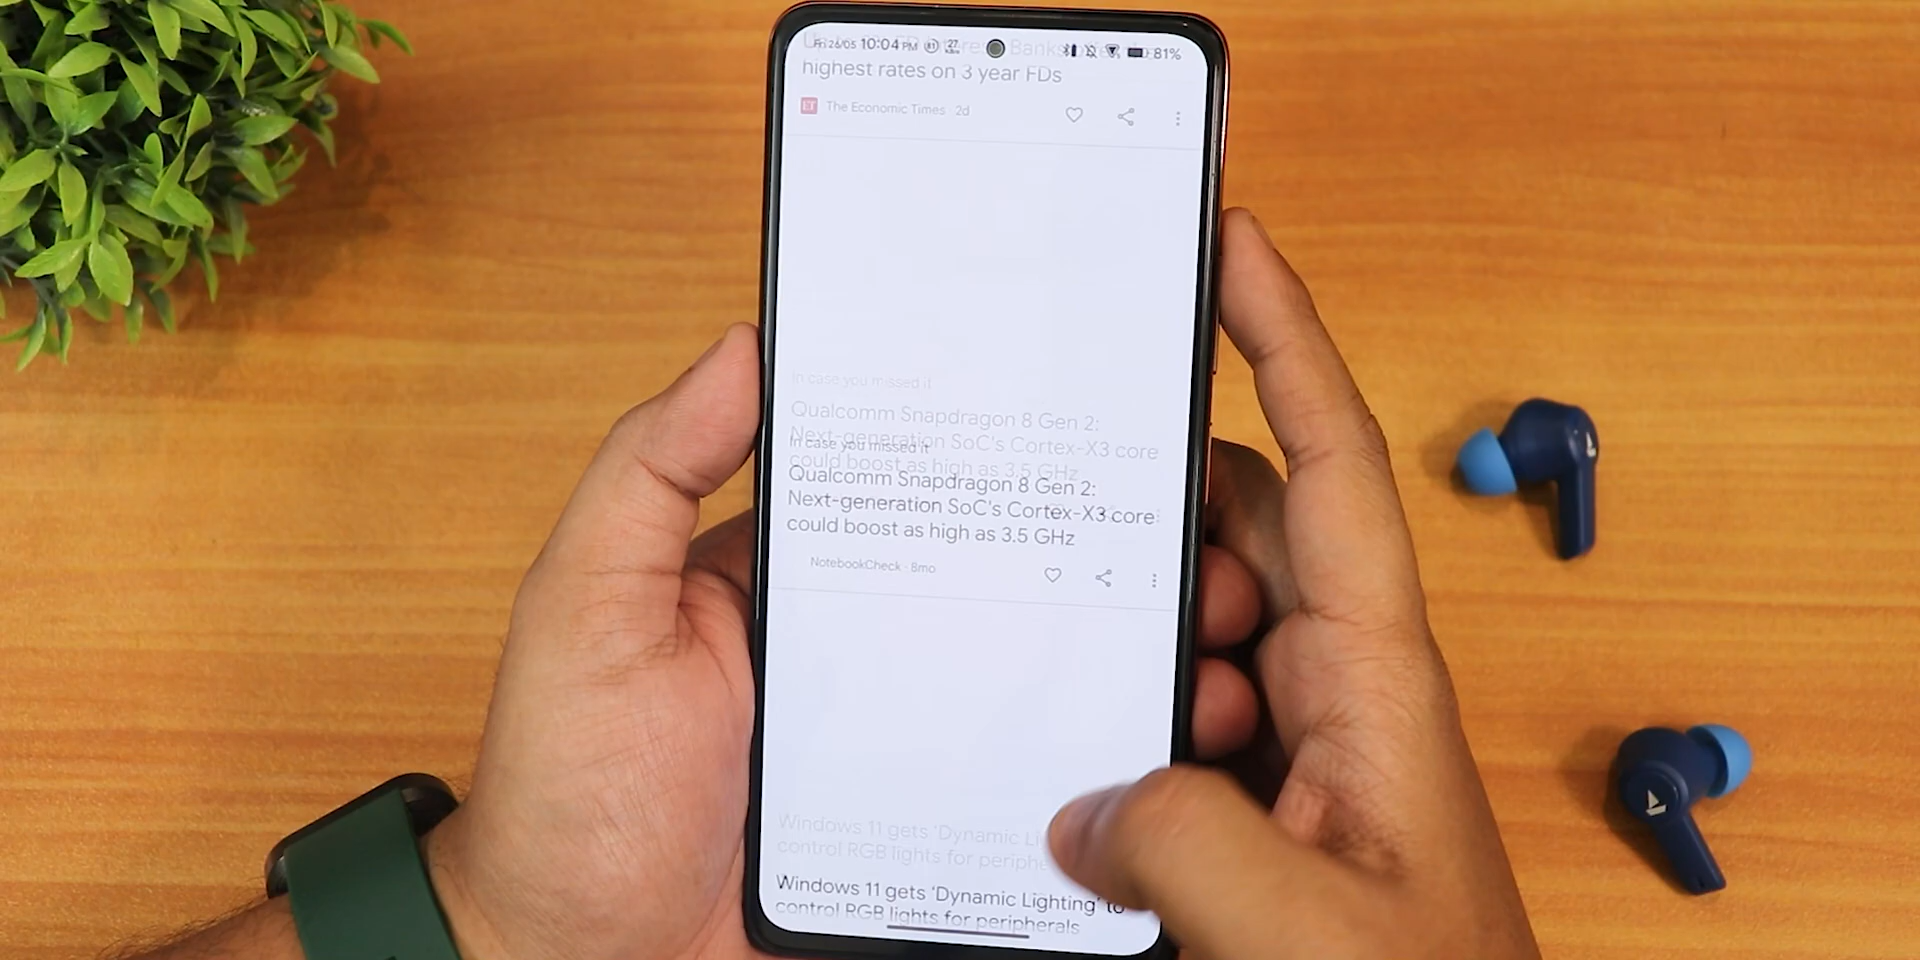 Fri 26/05 10:04 PM 81 27 81%
highest rates on 3 year FDs
ET The Economic Times · 2d
In case you missed it
Qualcomm Snapdragon 8 Gen 2:
Next-generation SoC's Cortex-X3 core
could boost as high as 3.5 GHz
In case you missed it
Qualcomm Snapdragon 8 Gen 2:
Next-generation SoC's Cortex-X3 core
could boost as high as 3.5 GHz
NotebookCheck · 8mo
Windows 11 gets 'Dynamic
control RGB lights for
Windows 11 gets 'Dynamic Lighting' to
control RGB lights for peripherals